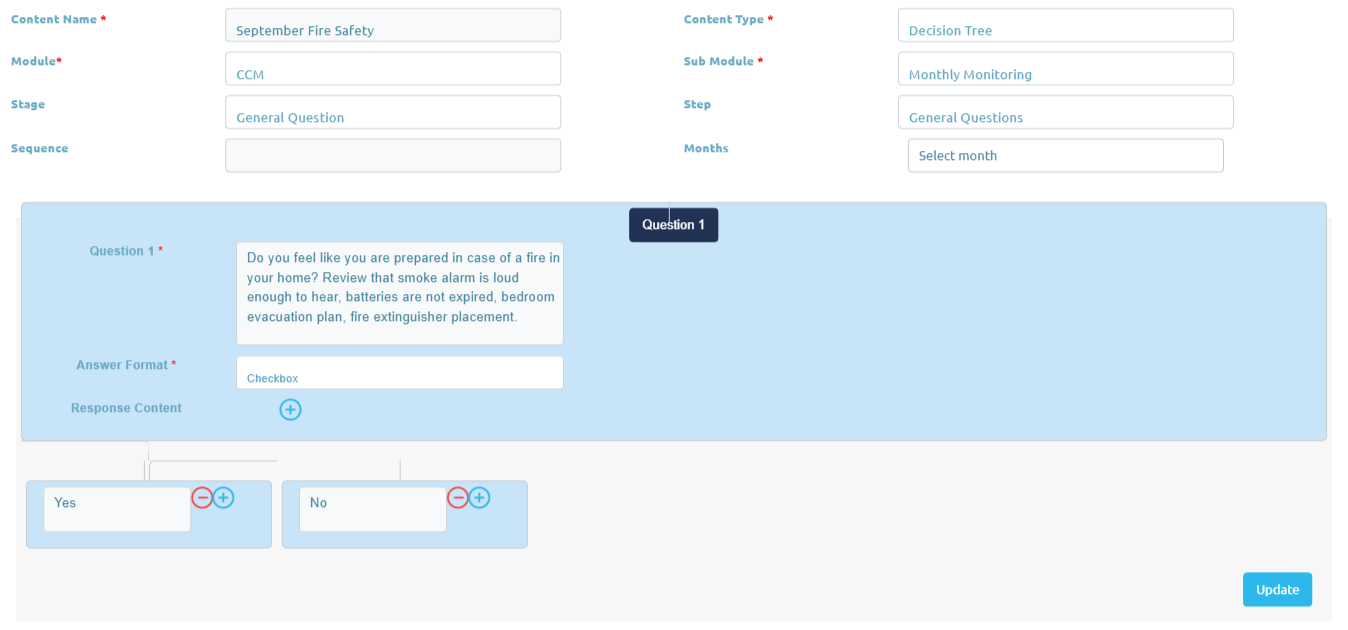 Content Name * September Fire Safety Content Type * Decision Tree
Module* CCM Sub Module * Monthly Monitoring
Stage General Question Step General Questions
Sequence Months Select month
Question 1
Question 1 * Do you feel like you are prepared in case of a fire in
your home? Review that smoke alarm is loud
enough to hear, batteries are not expired, bedroom
evacuation plan, fire extinguisher placement.
Answer Format * Checkbox
Response Content
Yes No
Update